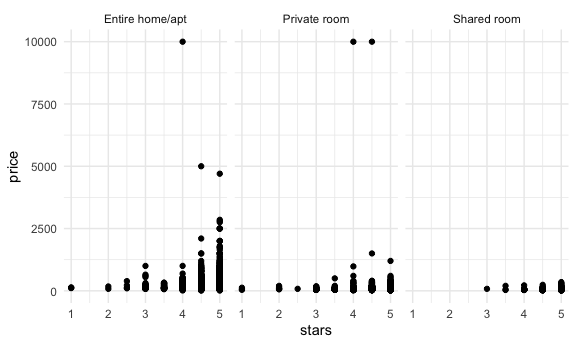 Entire home/apt Private room Shared room
10000
7500
5000
2500
0
price
1 2 3 4 5 1 2 3 4 5 1 2 3 4 5
stars